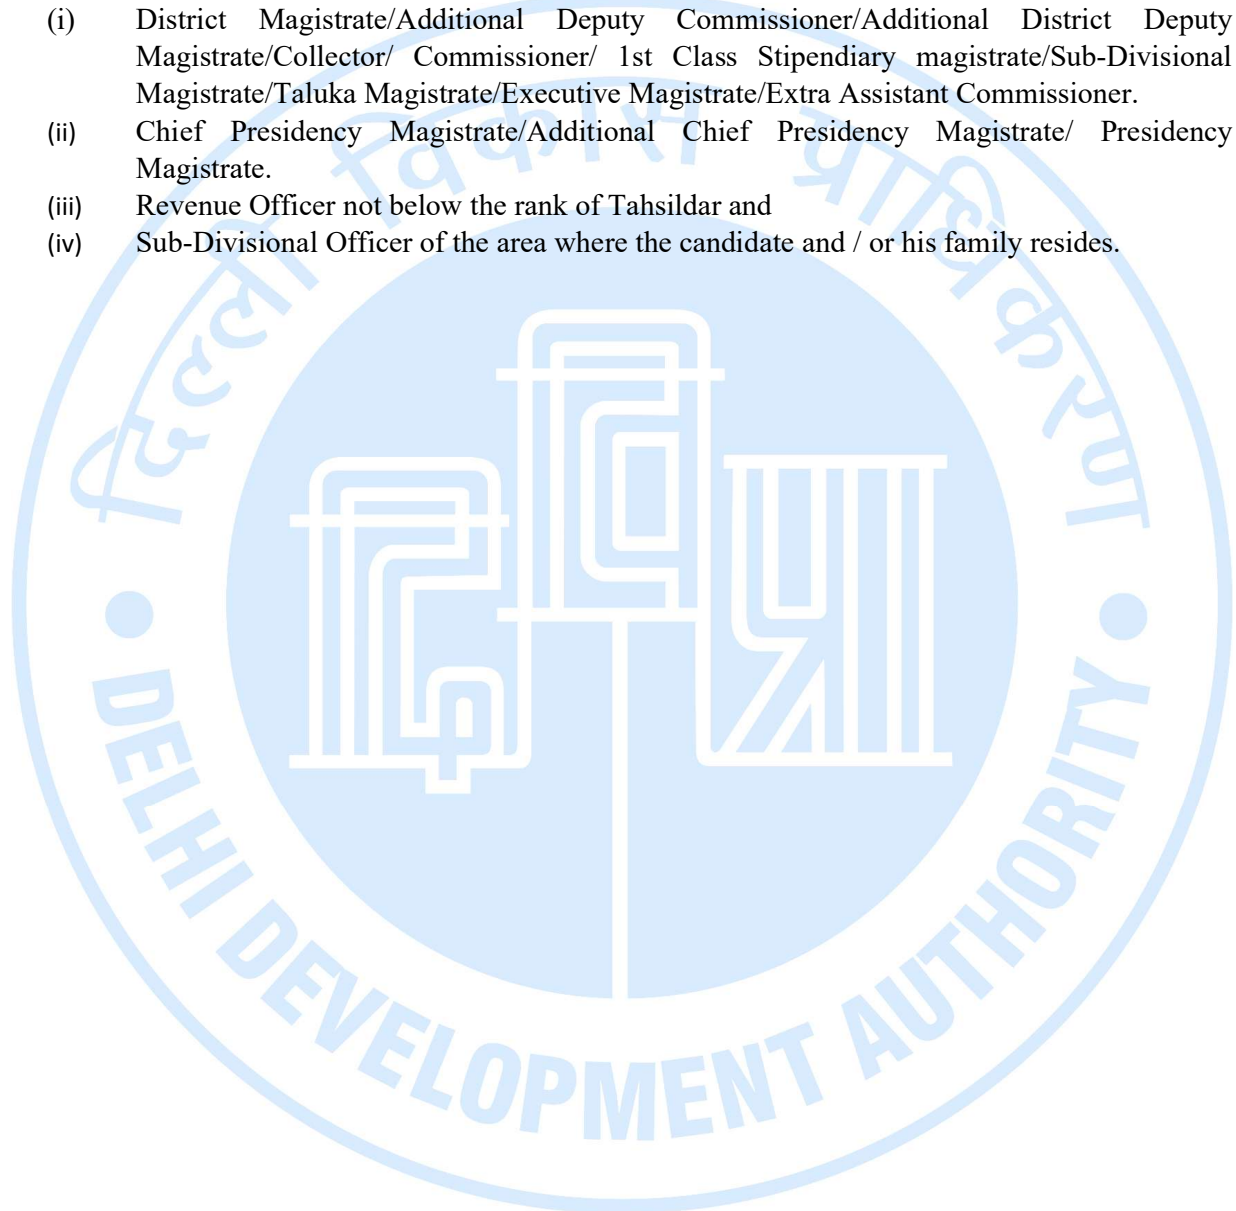 (i) District Magistrate/Additional Deputy Commissioner/Additional District Deputy
Magistrate/Collector/ Commissioner/ 1st Class Stipendiary magistrate/Sub-Divisional
Magistrate/Taluka Magistrate/Executive Magistrate/Extra Assistant Commissioner.
(ii) Chief Presidency Magistrate/Additional Chief Presidency Magistrate/ Presidency
Magistrate.
(iii) Revenue Officer not below the rank of Tahsildar and
(iv) Sub-Divisional Officer of the area where the candidate and / or his family resides.
दिल्ली विकास प्राधिकरण
दविप्रा
DELHI DEVELOPMENT AUTHORITY